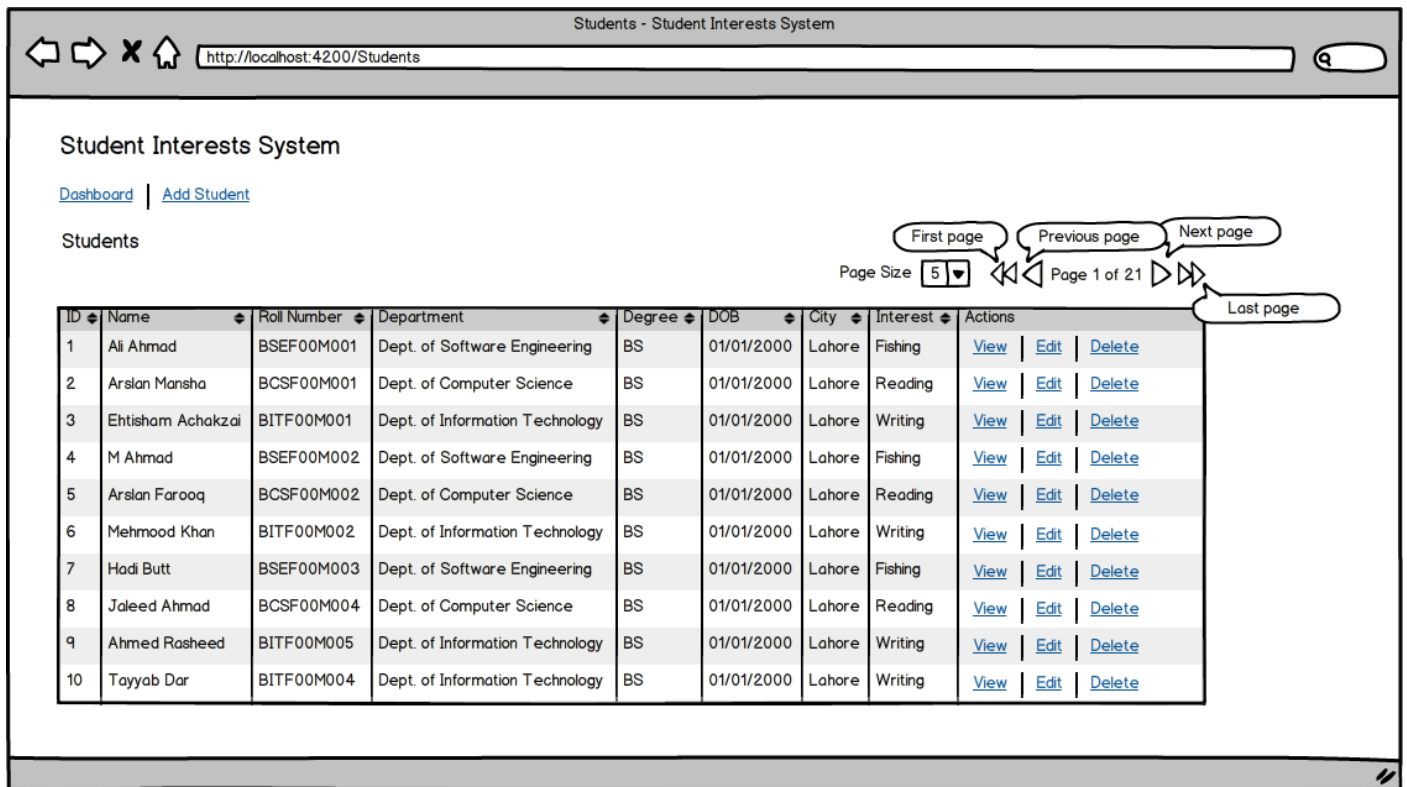 Students - Student Interests System
http://localhost:4200/Students
Student Interests System
Dashboard | Add Student
Students
First page
Previous page
Next page
Page Size 5 Page 1 of 21
Last page
ID Name Roll Number Department Degree DOB City Interest Actions
1 Ali Ahmad BSEF00M001 Dept. of Software Engineering BS 01/01/2000 Lahore Fishing View | Edit | Delete
2 Arslan Mansha BCSF00M001 Dept. of Computer Science BS 01/01/2000 Lahore Reading View | Edit | Delete
3 Ehtisham Achakzai BITF00M001 Dept. of Information Technology BS 01/01/2000 Lahore Writing View | Edit | Delete
4 M Ahmad BSEF00M002 Dept. of Software Engineering BS 01/01/2000 Lahore Fishing View | Edit | Delete
5 Arslan Farooq BCSF00M002 Dept. of Computer Science BS 01/01/2000 Lahore Reading View | Edit | Delete
6 Mehmood Khan BITF00M002 Dept. of Information Technology BS 01/01/2000 Lahore Writing View | Edit | Delete
7 Hadi Butt BSEF00M003 Dept. of Software Engineering BS 01/01/2000 Lahore Fishing View | Edit | Delete
8 Jaleed Ahmad BCSF00M004 Dept. of Computer Science BS 01/01/2000 Lahore Reading View | Edit | Delete
9 Ahmed Rasheed BITF00M005 Dept. of Information Technology BS 01/01/2000 Lahore Writing View | Edit | Delete
10 Tayyab Dar BITF00M004 Dept. of Information Technology BS 01/01/2000 Lahore Writing View | Edit | Delete